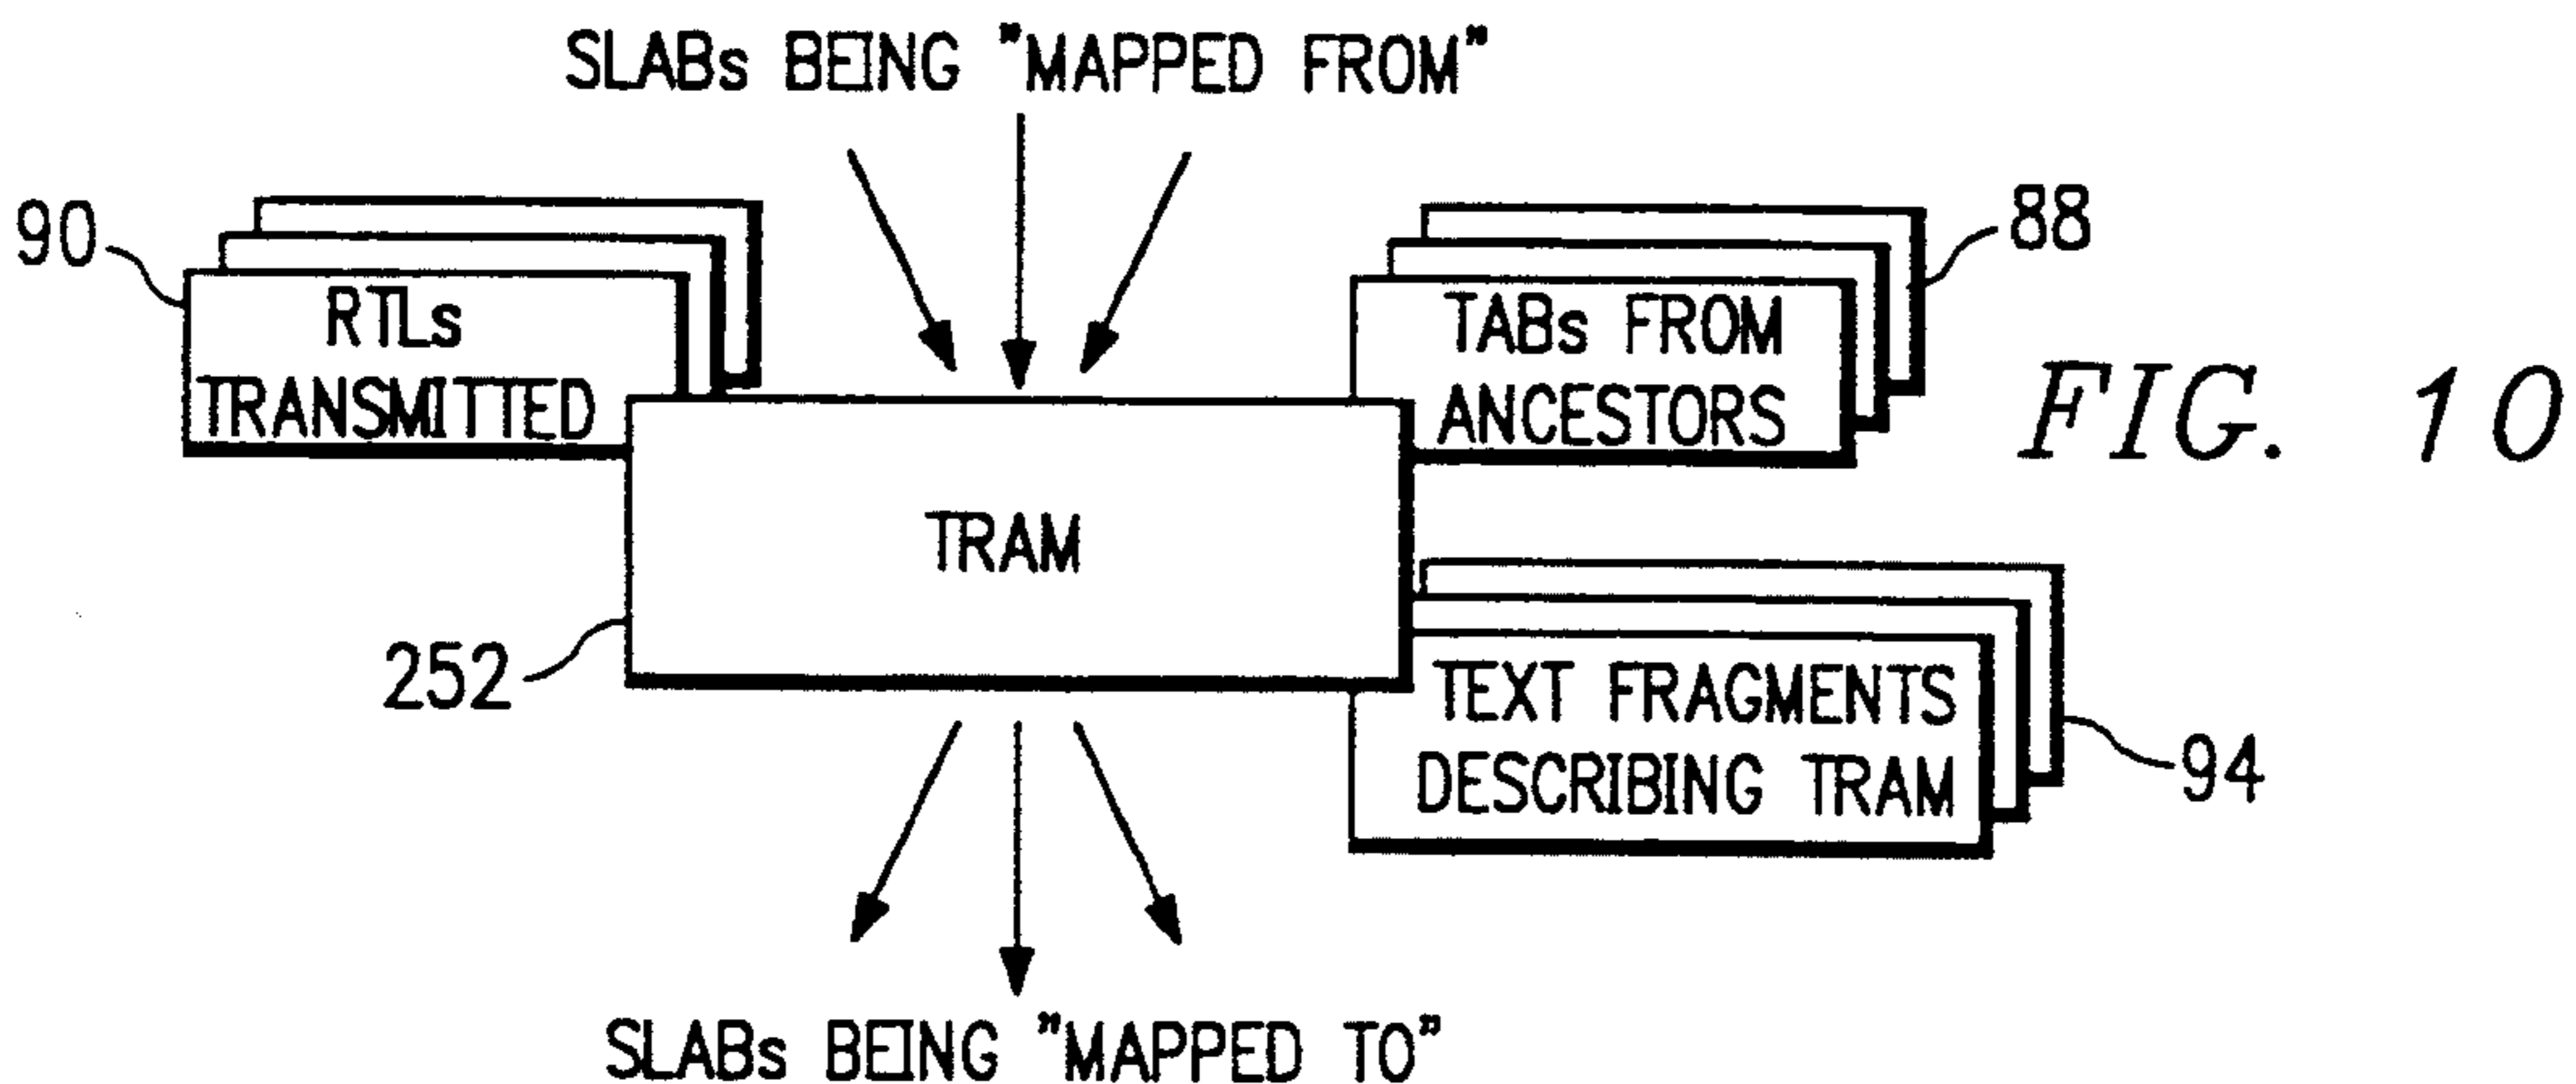 SLABs BEING "MAPPED FROM"
90
RTLs
TRANSMITTED
88
TABs FROM
ANCESTORS
FIG. 10
TRAM
252
TEXT FRAGMENTS
DESCRIBING TRAM
94
SLABs BEING "MAPPED TO"